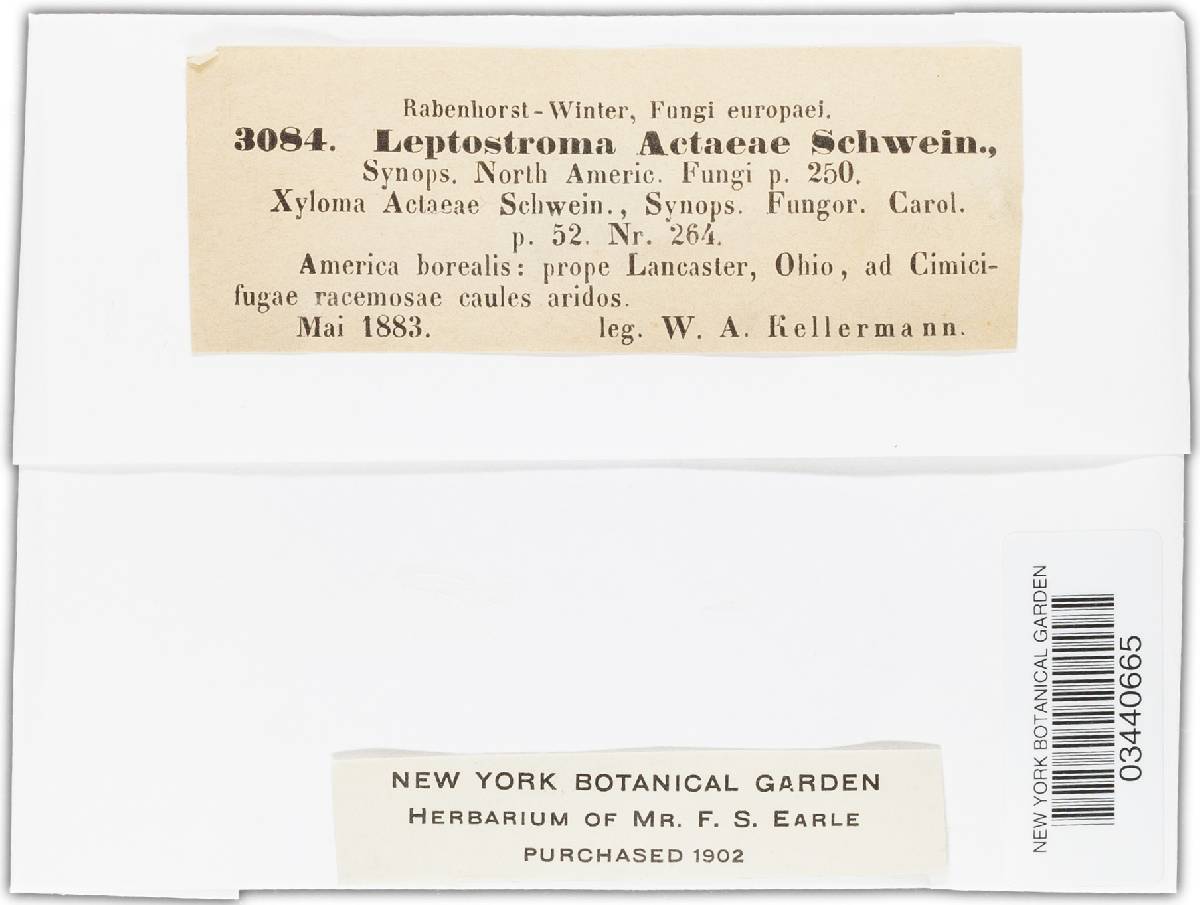 Rabenhorst-Winter, Fungi europaei.
3084. Leptostroma Actaeae Schwein.,
Synops. North Americ. Fungi p. 250.
Xyloma Actaeae Schwein., Synops. Fungor. Carol.
p. 52. Nr. 264.
America borealis: prope Lancaster, Ohio, ad Cimici-
fugae racemosae caules aridos.
Mai 1883. leg. W. A. Kellermann.
NEW YORK BOTANICAL GARDEN
03440665
NEW YORK BOTANICAL GARDEN
HERBARIUM OF MR. F. S. EARLE
PURCHASED 1902